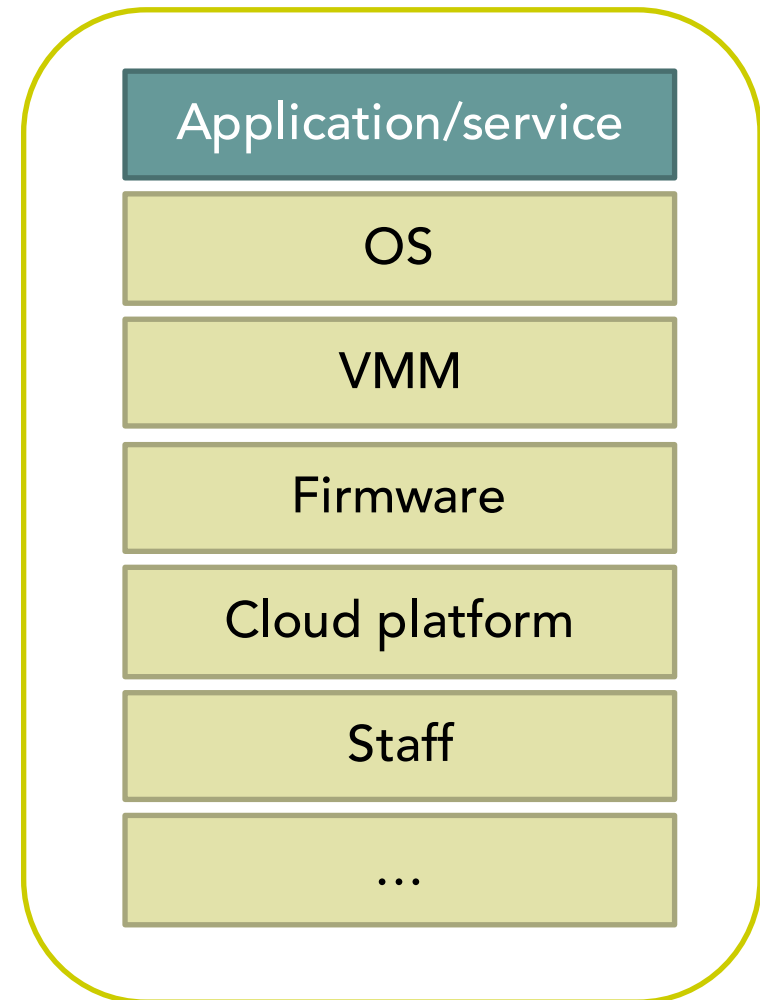 Application/service
OS
VMM
Firmware
Cloud platform
Staff
...